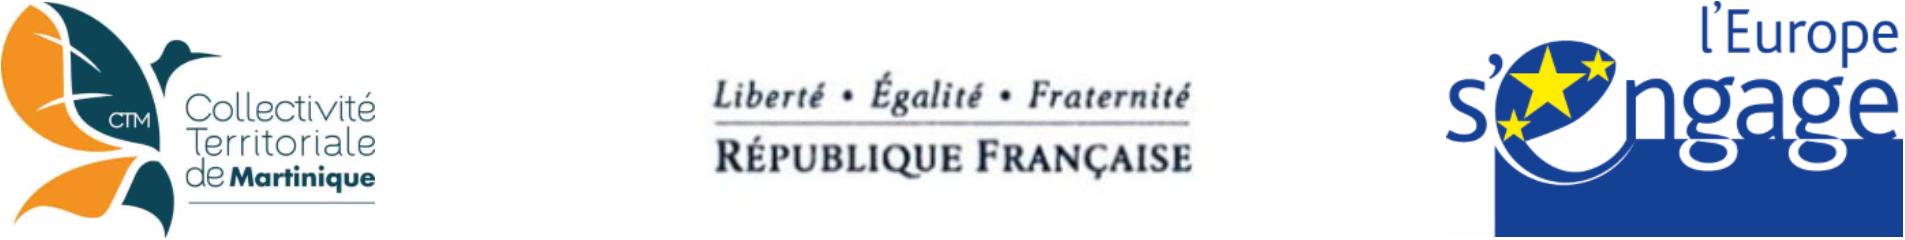 CTM
Collectivité
Territoriale
de Martinique
Liberté • Égalité • Fraternité
RÉPUBLIQUE FRANÇAISE
l'Europe
s'engage